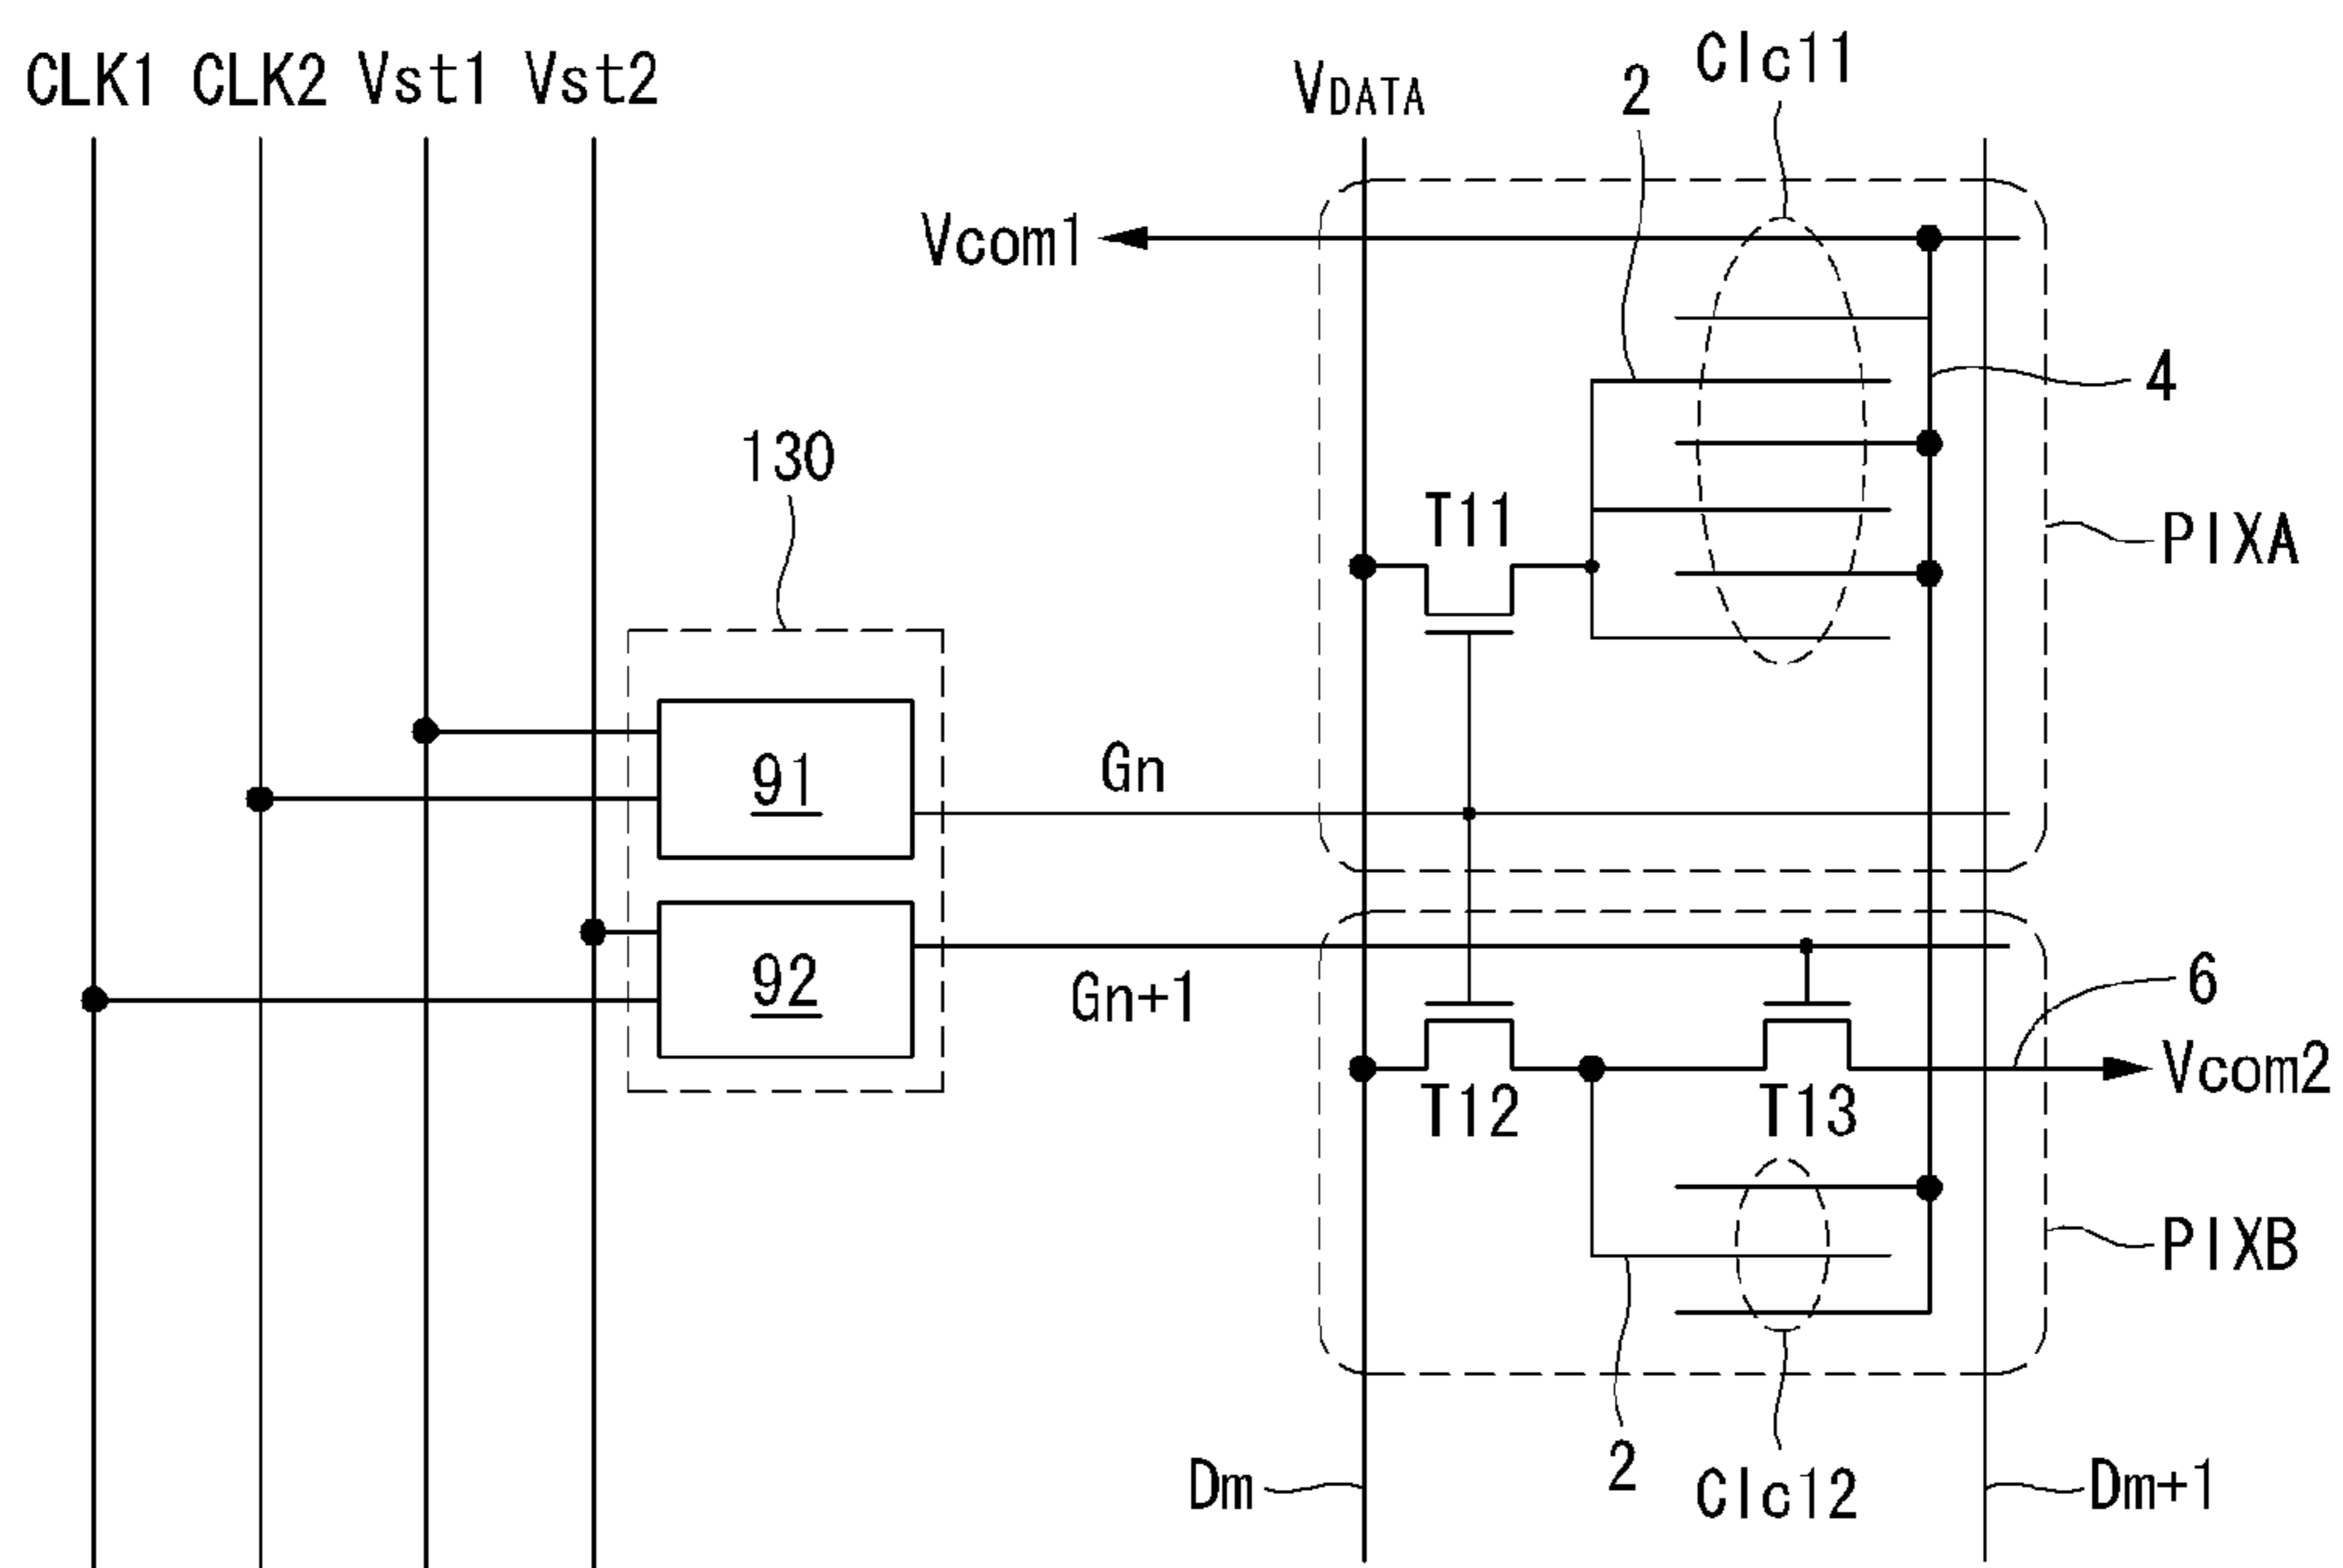 CLK1 CLK2 Vst1 Vst2
VDATA
2
Clc11
Vcom1
4
130
T11
PIXA
91
Gn
92
Gn+1
6
Vcom2
T12
T13
PIXB
Dm
2
Clc12
Dm+1